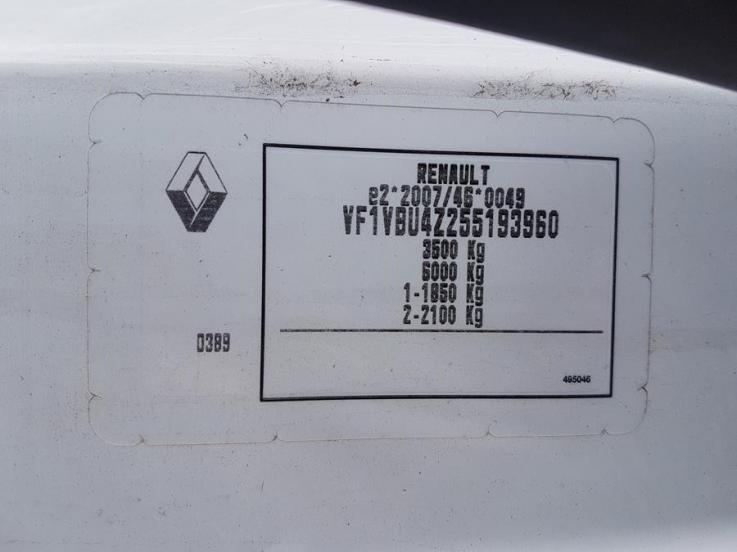 RENAULT
e2*2007/46*0049
VF1VBU4Z255193960
3500 Kg
6000 Kg
1-1850 Kg
2-2100 Kg
0389
495046